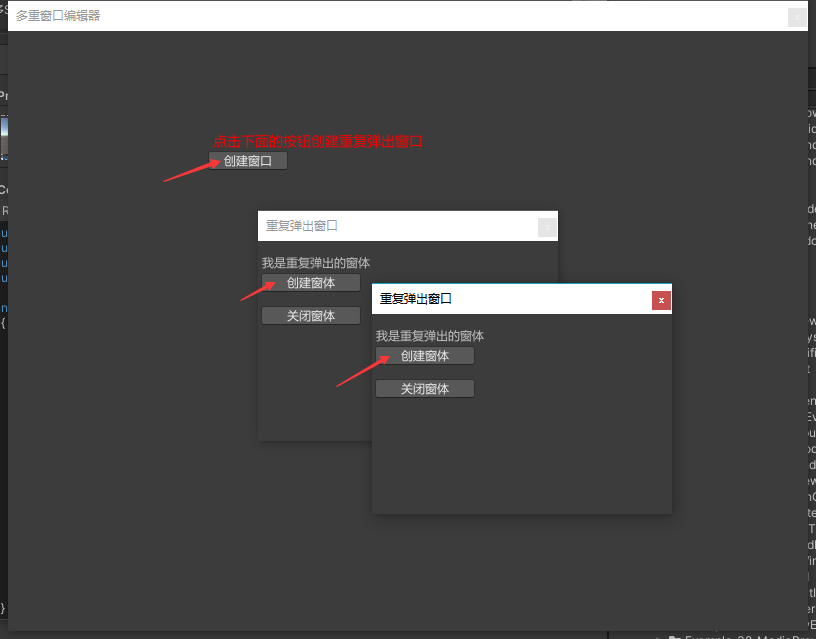 多重窗口编辑器
x
点击下面的按钮创建重复弹出窗口
创建窗口
重复弹出窗口
我是重复弹出的窗体
创建窗体
关闭窗体
重复弹出窗口
x
我是重复弹出的窗体
创建窗体
关闭窗体